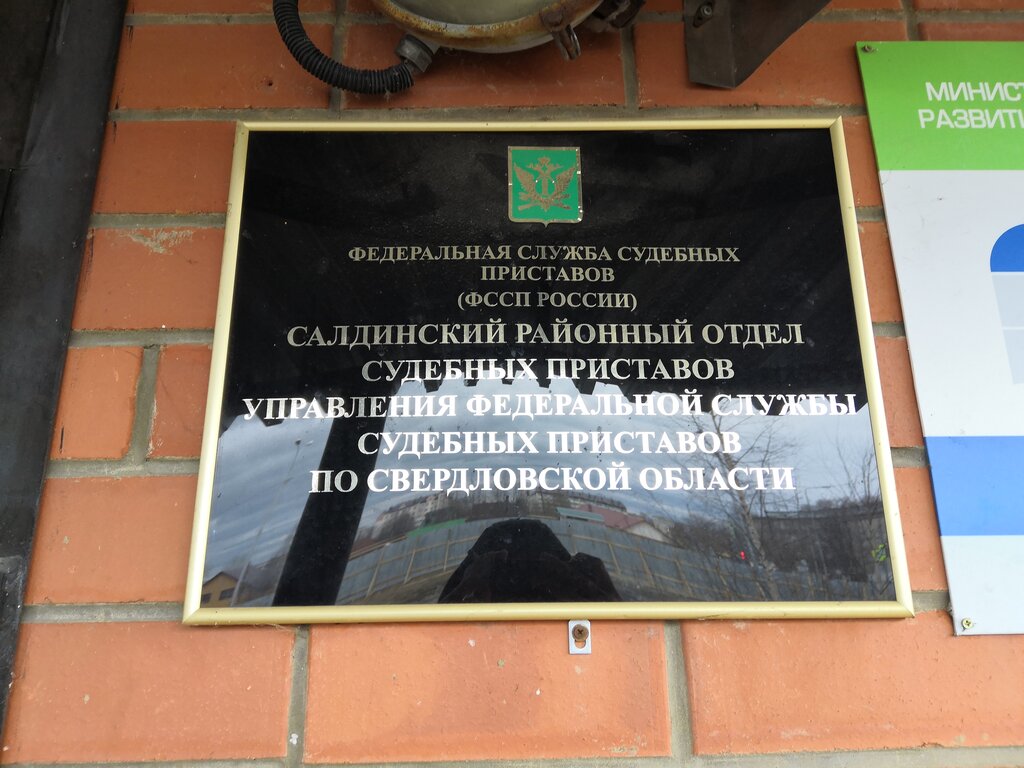 ФЕДЕРАЛЬНАЯ СЛУЖБА СУДЕБНЫХ
ПРИСТАВОВ
(ФССП РОССИИ)
САЛДИНСКИЙ РАЙОННЫЙ ОТДЕЛ
СУДЕБНЫХ ПРИСТАВОВ
УПРАВЛЕНИЯ ФЕДЕРАЛЬНОЙ СЛУЖБЫ
СУДЕБНЫХ ПРИСТАВОВ
ПО СВЕРДЛОВСКОЙ ОБЛАСТИ
МИНИСТ
РАЗВИТИ